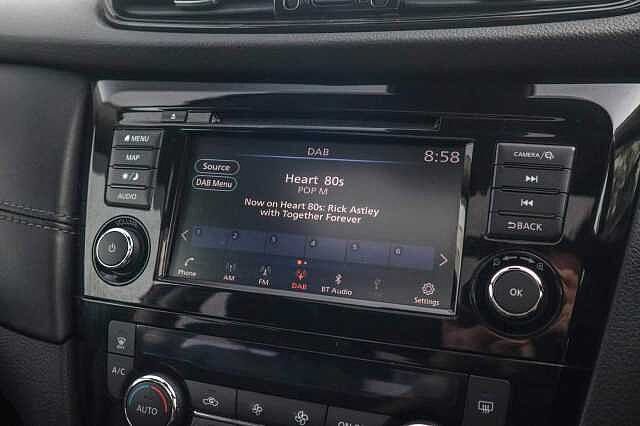 MENU
MAP
AUDIO
DAB
8:58
Source
DAB Menu
Heart 80s
POP M
Now on Heart 80s: Rick Astley
with Together Forever
1 2 3 4 5 6
Phone AM FM DAB BT Audio Settings
CAMERA/
BACK
OK
A/C
AUTO